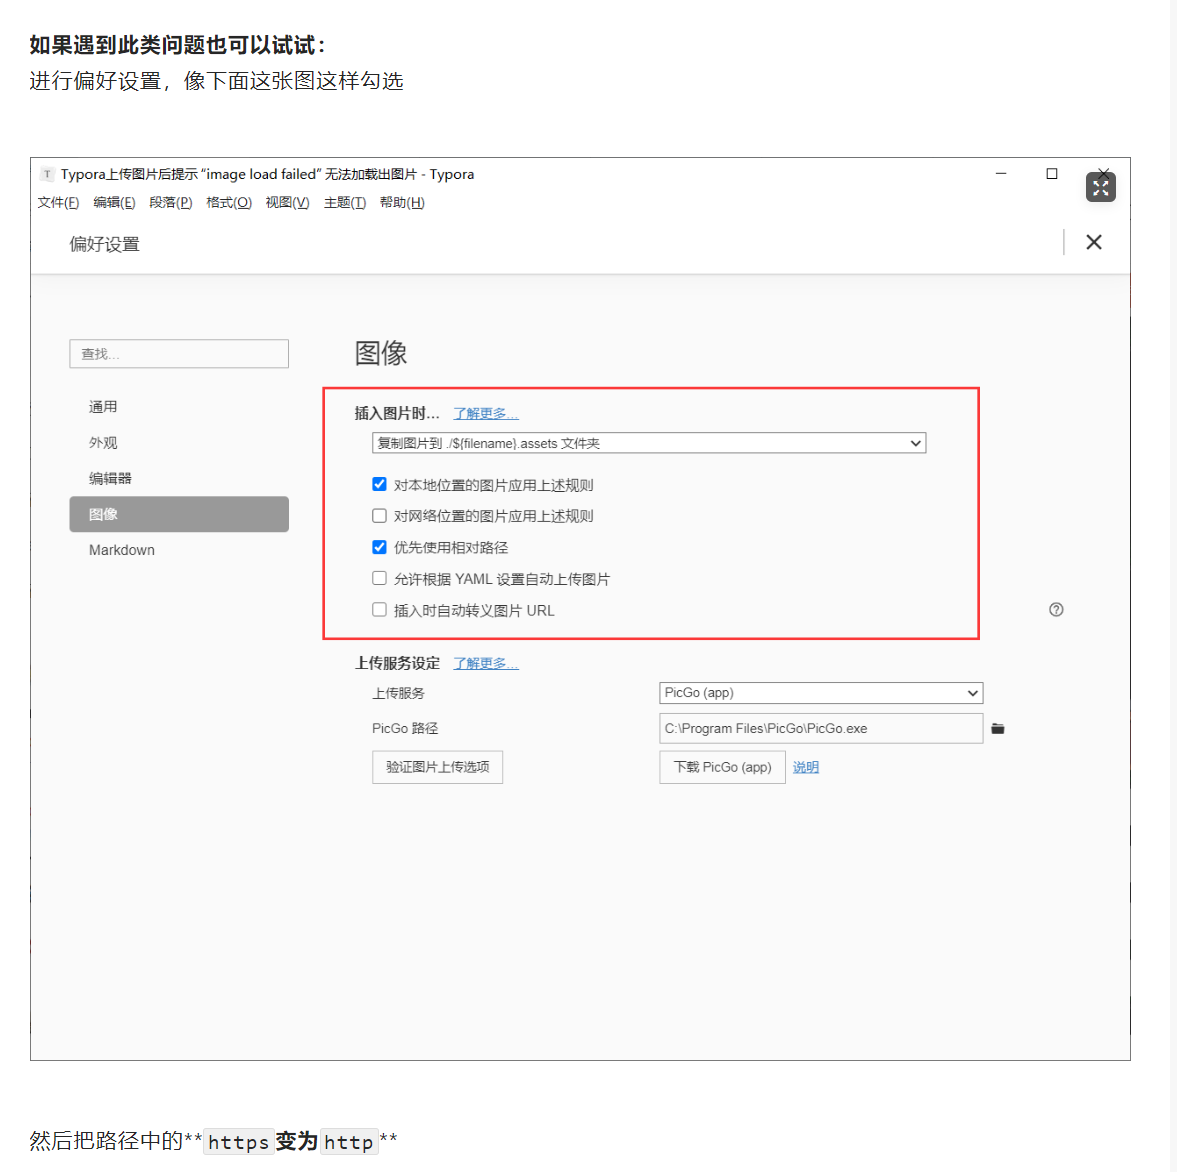 如果遇到此类问题也可以试试：
进行偏好设置，像下面这张图这样勾选
T Typora上传图片后提示 “image load failed” 无法加载出图片 - Typora
文件(F) 编辑(E) 段落(P) 格式(O) 视图(V) 主题(T) 帮助(H)
偏好设置
查找...
通用
外观
编辑器
图像
Markdown
图像
插入图片时... 了解更多...
复制图片到 ./${filename}.assets 文件夹
对本地位置的图片应用上述规则
对网络位置的图片应用上述规则
优先使用相对路径
允许根据 YAML 设置自动上传图片
插入时自动转义图片 URL
上传服务设定 了解更多...
上传服务 PicGo (app)
PicGo 路径 C:\Program Files\PicGo\PicGo.exe
验证图片上传选项 下载 PicGo (app) 说明
然后把路径中的**https变为http**